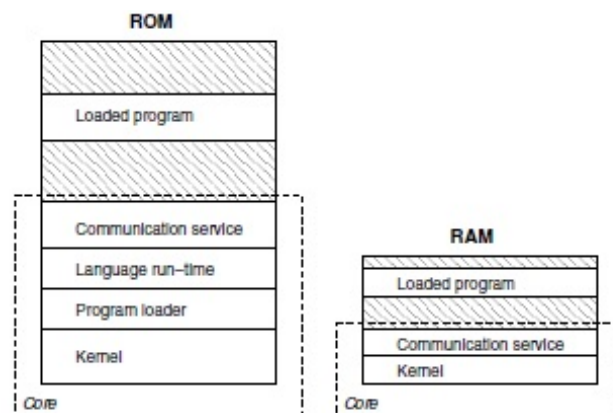 ROM
Loaded program
Communication service
Language run-time
Program loader
Kernel
Core
RAM
Loaded program
Communication service
Kernel
Core